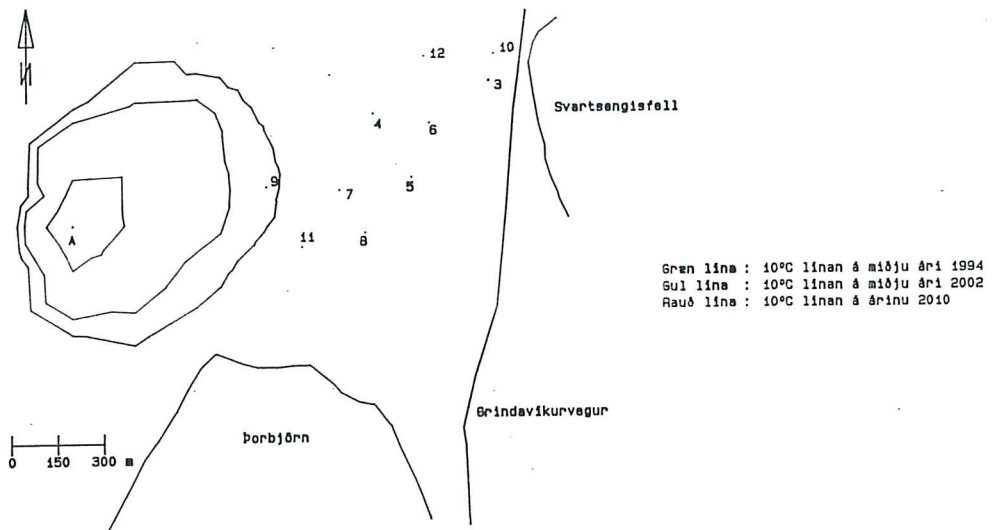 N
12
10
3
Svartsengisfell
4
6
9
7
5
A
11
8
Græn lína : 10°C línan á miðju ári 1994
Gul lína : 10°C línan á miðju ári 2002
Rauð lína : 10°C línan á árinu 2010
Grindavíkurvegur
Þorbjörn
0 150 300 m